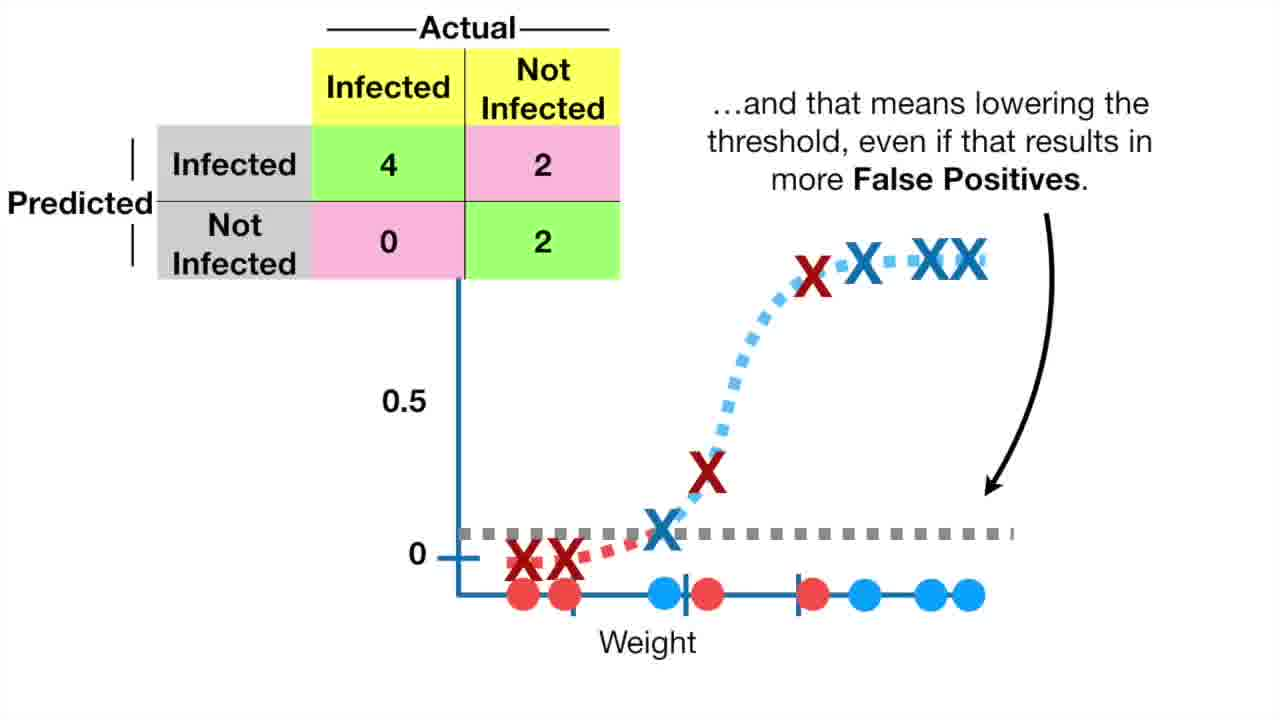 Actual
Infected
Not
Infected
…and that means lowering the
threshold, even if that results in
more False Positives.
Predicted
Infected
4
2
Not
Infected
0
2
0.5
0
X X X X X X X X
Weight